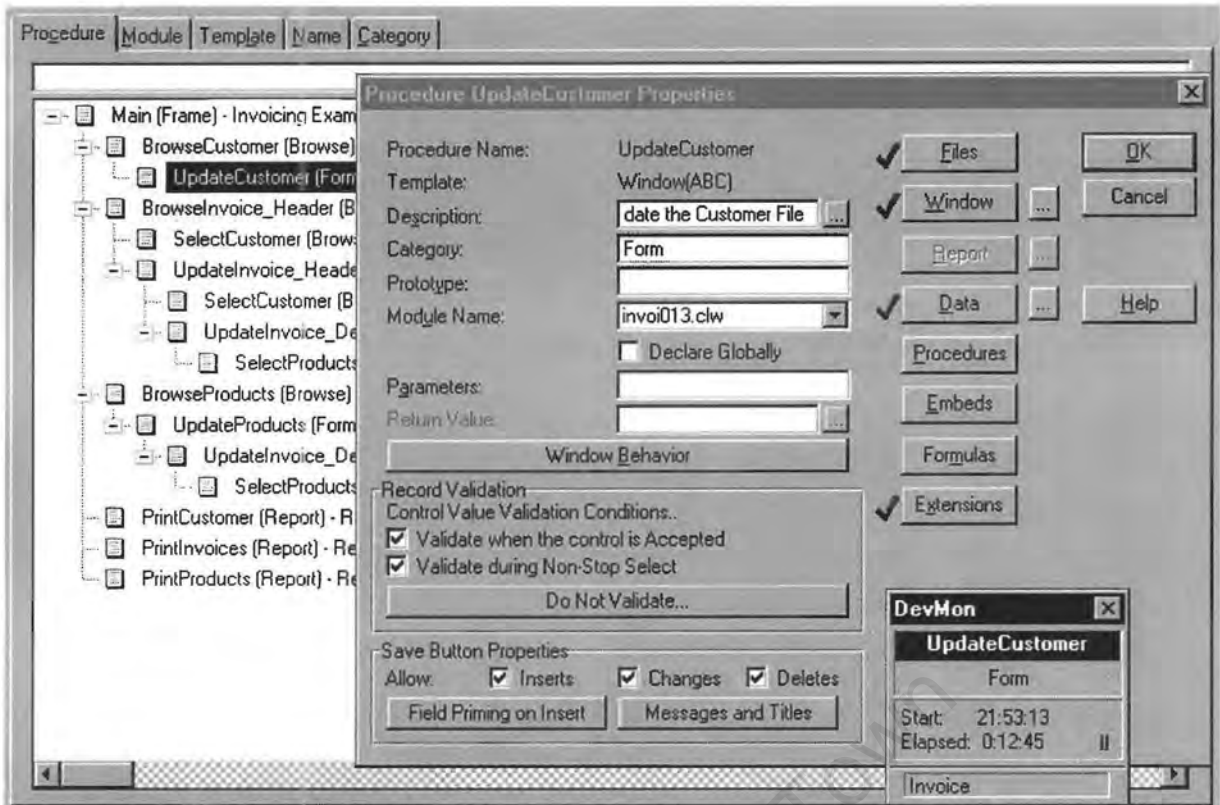 Procedure Module Template Name Category
Main (Frame) - Invoicing Exam
BrowseCustomer (Browse)
UpdateCustomer (Form
BrowseInvoice_Header (B
SelectCustomer (Brow
UpdateInvoice_Heade
SelectCustomer (B
UpdateInvoice_De
SelectProducts
BrowseProducts (Browse)
UpdateProducts (Form
UpdateInvoice_De
SelectProducts
PrintCustomer (Report) - R
PrintInvoices (Report) - Re
PrintProducts (Report) - Re
Procedure UpdateCustomer Properties
Procedure Name: UpdateCustomer
Template: Window(ABC)
Description: date the Customer File ...
Category: Form
Prototype:
Module Name: invoi013.clw
Declare Globally
Parameters:
Return Value: ...
Window Behavior
Record Validation
Control Value Validation Conditions..
Validate when the control is Accepted
Validate during Non-Stop Select
Do Not Validate...
Save Button Properties
Allow: Inserts Changes Deletes
Field Priming on Insert Messages and Titles
Files
Window ...
Report ...
Data ...
Procedures
Embeds
Formulas
Extensions
OK
Cancel
Help
DevMon
UpdateCustomer
Form
Start: 21:53:13
Elapsed: 0:12:45
Invoice